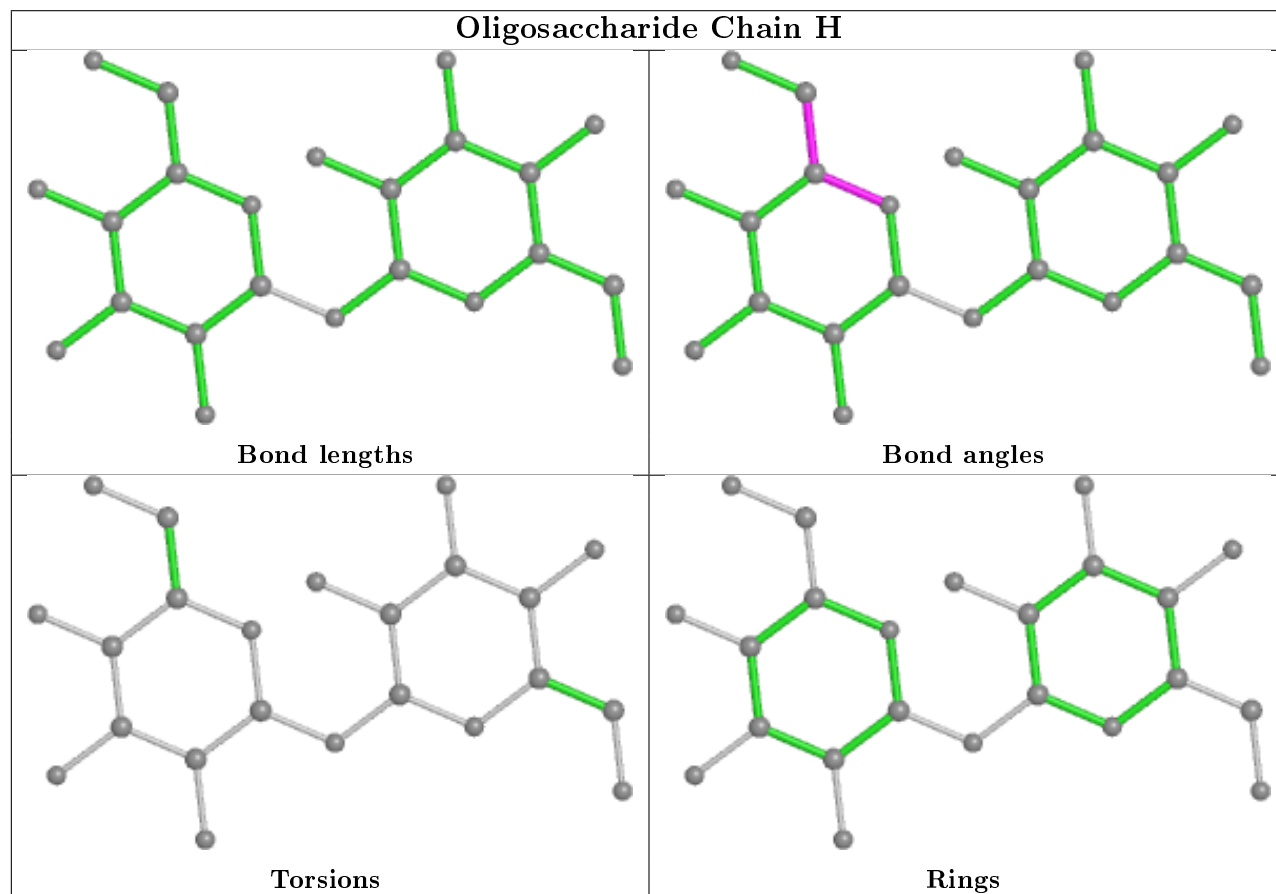 Oligosaccharide Chain H
Bond lengths
Bond angles
Torsions
Rings